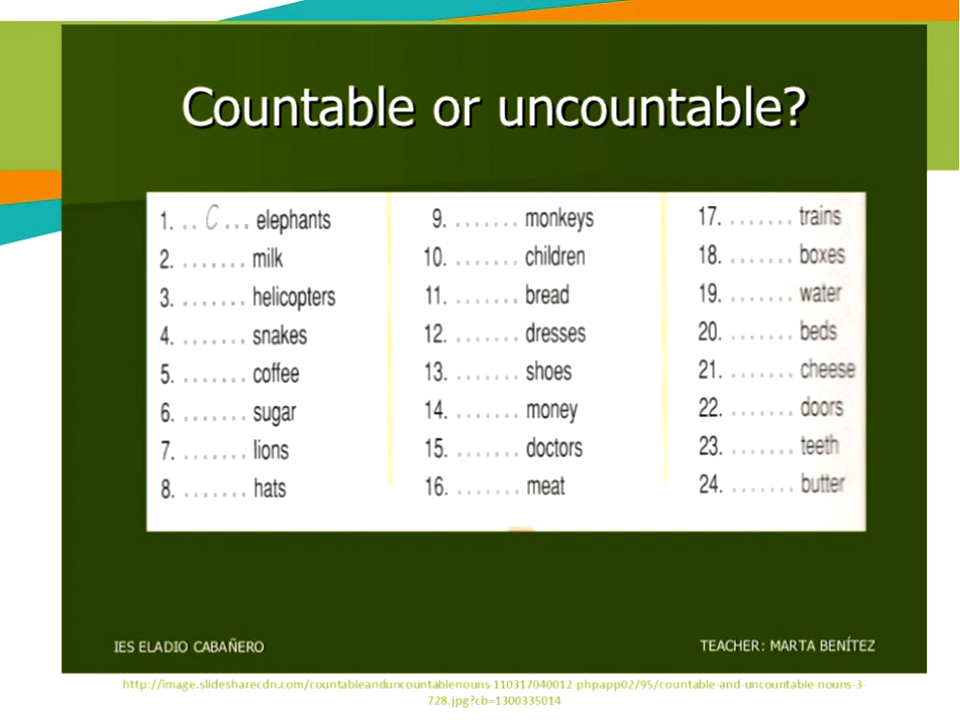 Countable or uncountable?
1. .. C ... elephants
2. ....... milk
3. ....... helicopters
4. ....... snakes
5. ....... coffee
6. ....... sugar
7. ....... lions
8. ....... hats
9. ....... monkeys
10. ....... children
11. ....... bread
12. ....... dresses
13. ....... shoes
14. ....... money
15. ....... doctors
16. ....... meat
17. ....... trains
18. ....... boxes
19. ....... water
20. ....... beds
21. ....... cheese
22. ....... doors
23. ....... teeth
24. ....... butter
IES ELADIO CABAÑERO
TEACHER: MARTA BENÍTEZ
http://image.slidesharecdn.com/countableanduncountablenouns-110317040012-phpapp02/95/countable-and-uncountable-nouns-3-
728.jpg?cb=1300335014